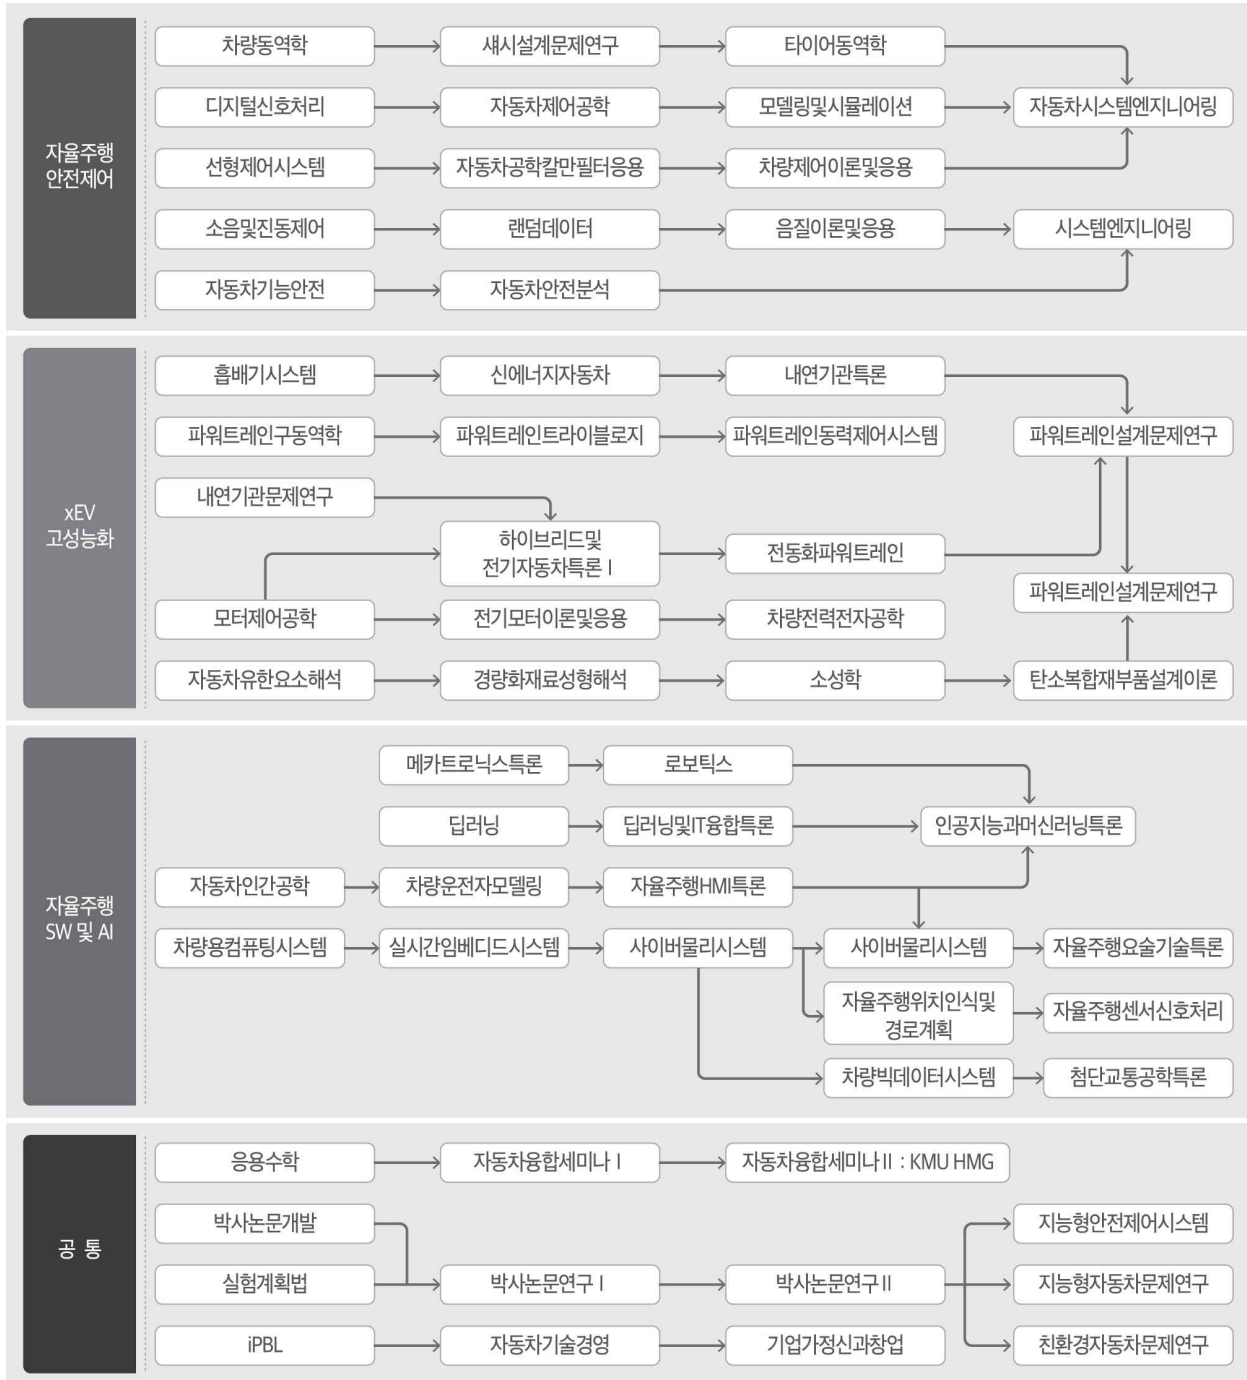 자율주행
안전제어
차량동역학
섀시설계문제연구
타이어동역학
디지털신호처리
자동차제어공학
모델링및시뮬레이션
자동차시스템엔지니어링
선형제어시스템
자동차공학칼만필터응용
차량제어이론및응용
소음및진동제어
랜덤데이터
음질이론및응용
시스템엔지니어링
자동차기능안전
자동차안전분석
xEV
고성능화
흡배기시스템
신에너지자동차
내연기관특론
파워트레인구동역학
파워트레인트라이볼로지
파워트레인동력제어시스템
파워트레인설계문제연구
내연기관문제연구
하이브리드및
전기자동차특론 I
전동화파워트레인
파워트레인설계문제연구
모터제어공학
전기모터이론및응용
차량전력전자공학
자동차유한요소해석
경량화재료성형해석
소성학
탄소복합재부품설계이론
자율주행
SW 및 AI
메카트로닉스특론
로보틱스
딥러닝
딥러닝및IT융합특론
인공지능과머신러닝특론
자동차인간공학
차량운전자모델링
자율주행HMI특론
차량용컴퓨팅시스템
실시간임베디드시스템
사이버물리시스템
사이버물리시스템
자율주행요술기술특론
자율주행위치인식및
경로계획
자율주행센서신호처리
차량빅데이터시스템
첨단교통공학특론
공 통
응용수학
자동차융합세미나 I
자동차융합세미나 II : KMU HMG
박사논문개발
지능형안전제어시스템
실험계획법
박사논문연구 I
박사논문연구 II
지능형자동차문제연구
iPBL
자동차기술경영
기업가정신과창업
친환경자동차문제연구